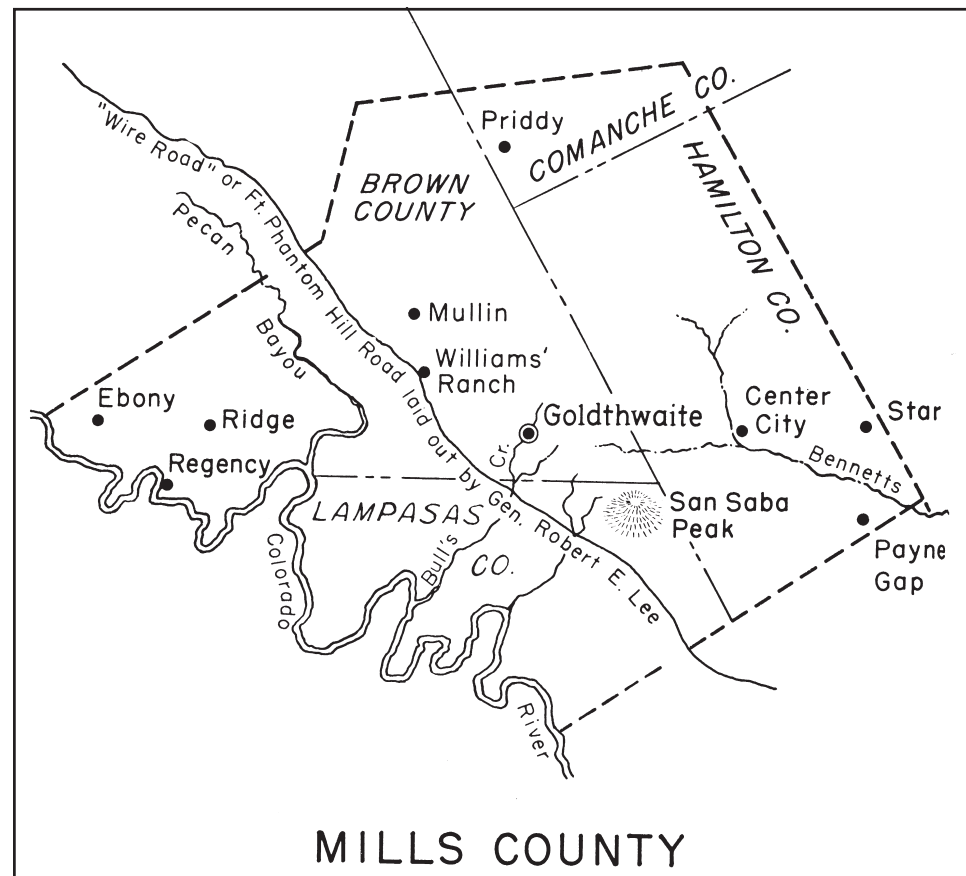 Priddy
COMANCHE CO.
"Wire Road" or Ft. Phantom Hill Road laid out by Gen. Robert E. Lee
BROWN
COUNTY
HAMILTON CO.
Pecan
Bayou
Mullin
Williams'
Ranch
Ebony
Ridge
Regency
Goldthwaite
Center
City
Star
Bennetts
Bull's
Cr.
LAMPASAS
CO.
San Saba
Peak
Payne
Gap
Colorado
River
MILLS COUNTY